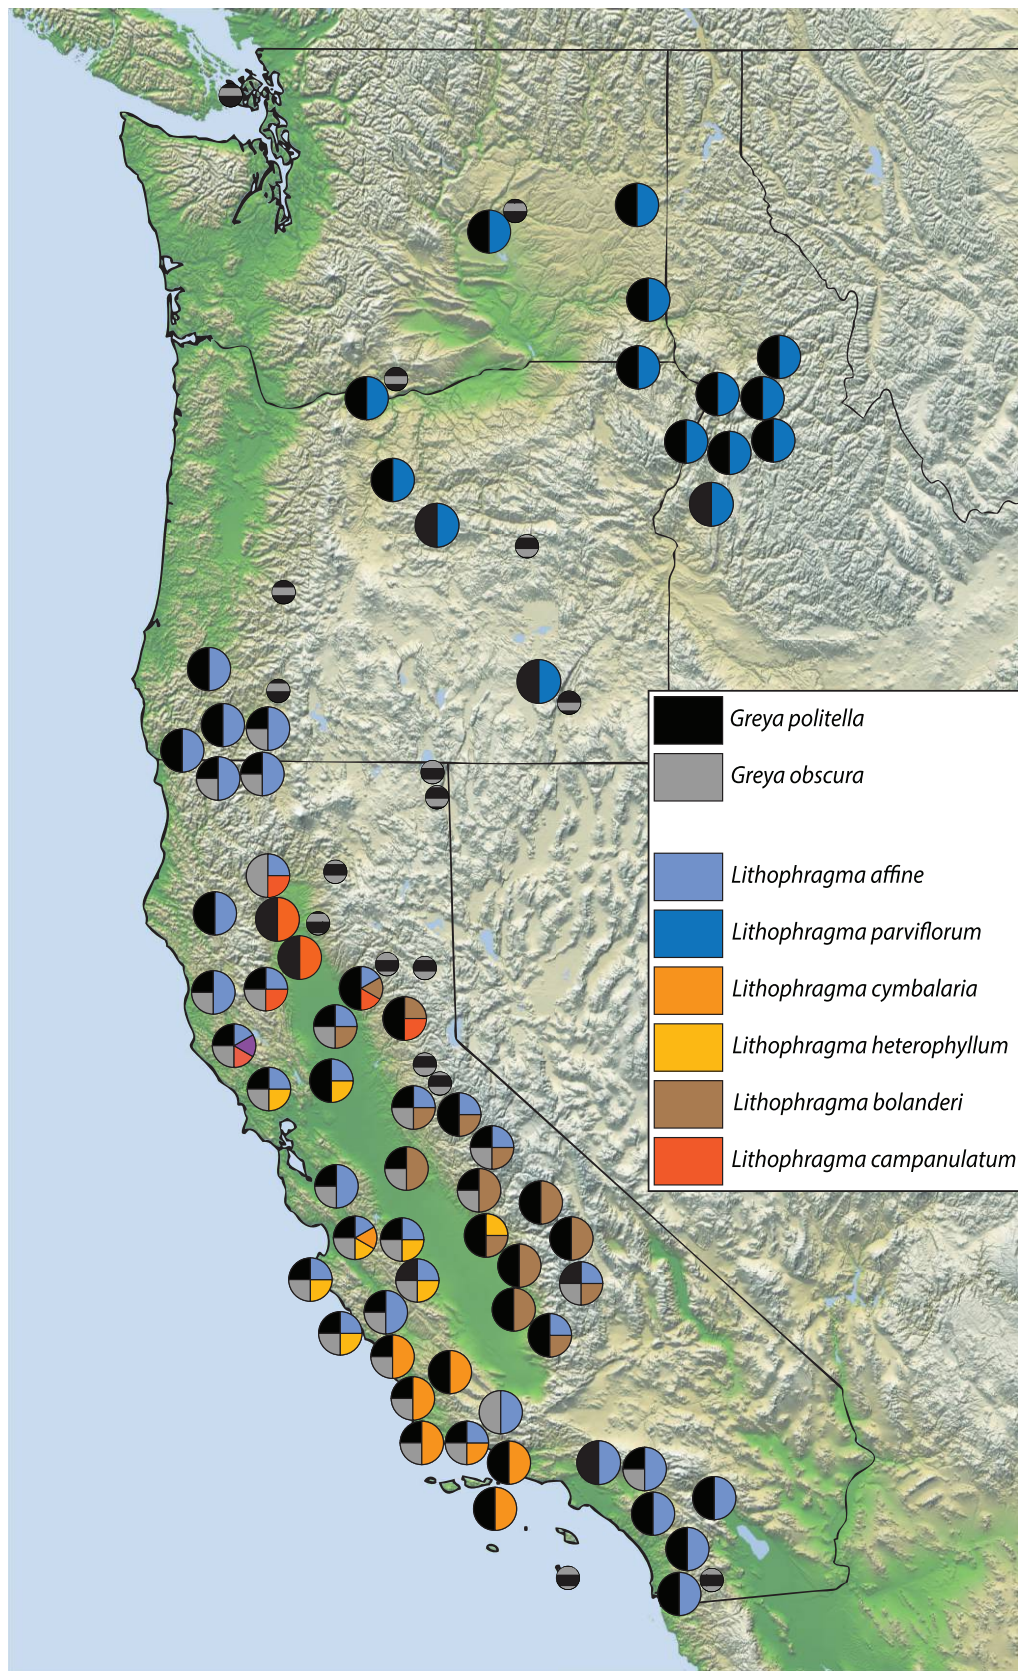 Greya politella
Greya obscura
Lithophragma affine
Lithophragma parviflorum
Lithophragma cymbalaria
Lithophragma heterophyllum
Lithophragma bolanderi
Lithophragma campanulatum